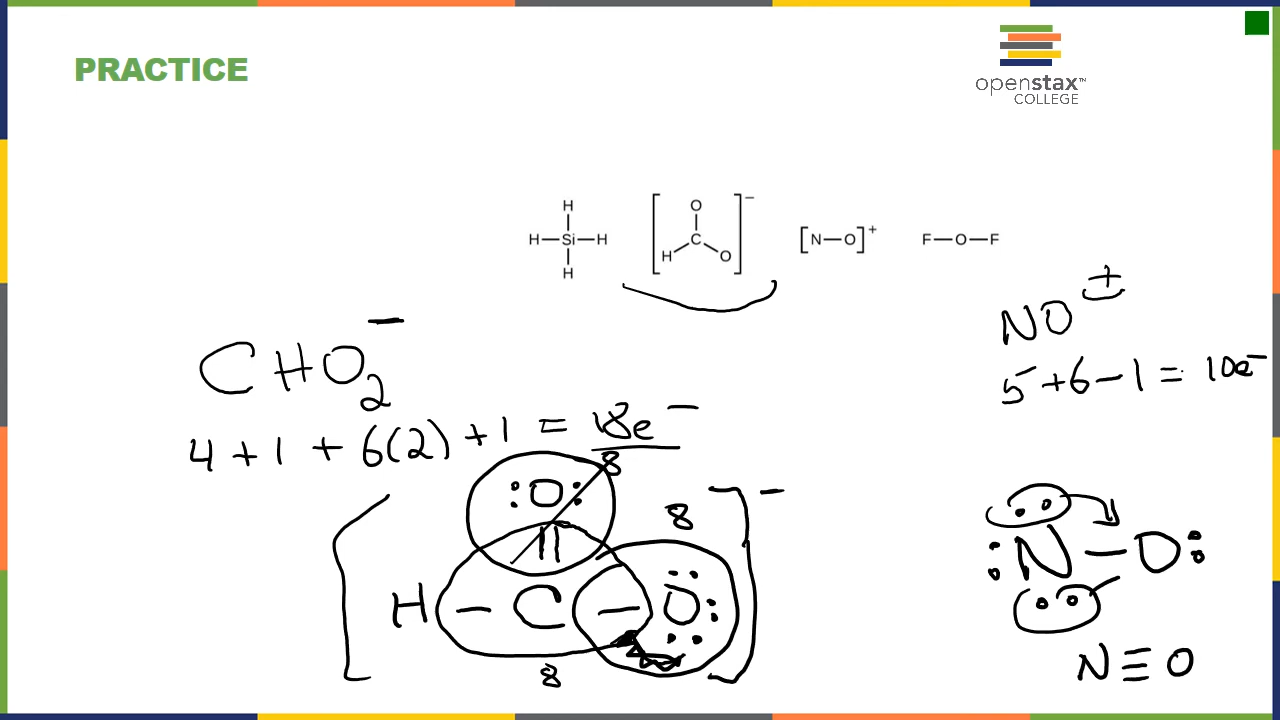 PRACTICE
openstax™
COLLEGE
H
H—Si—H
H
[
O
C
H
O
]−
[N—O]+
F—O—F
CHO2−
4+1+6(2)+1=18e−
NO+
5+6−1=10e−
8
:O:
8
H−C−O
8
N−O
N≡O